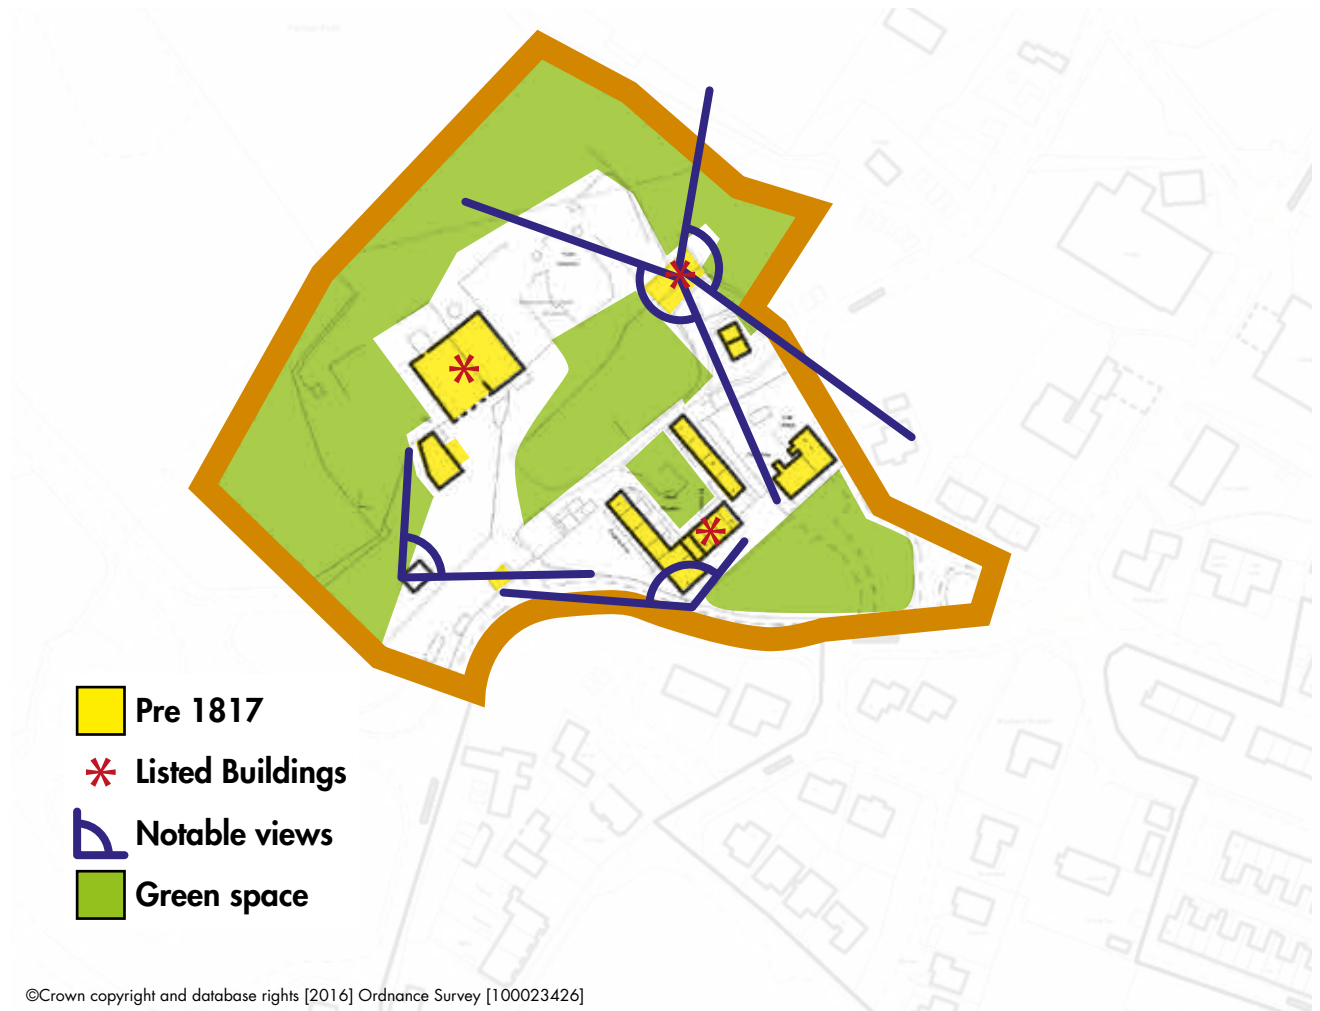 Pre 1817
Listed Buildings
Notable views
Green space
©Crown copyright and database rights [2016] Ordnance Survey [100023426]